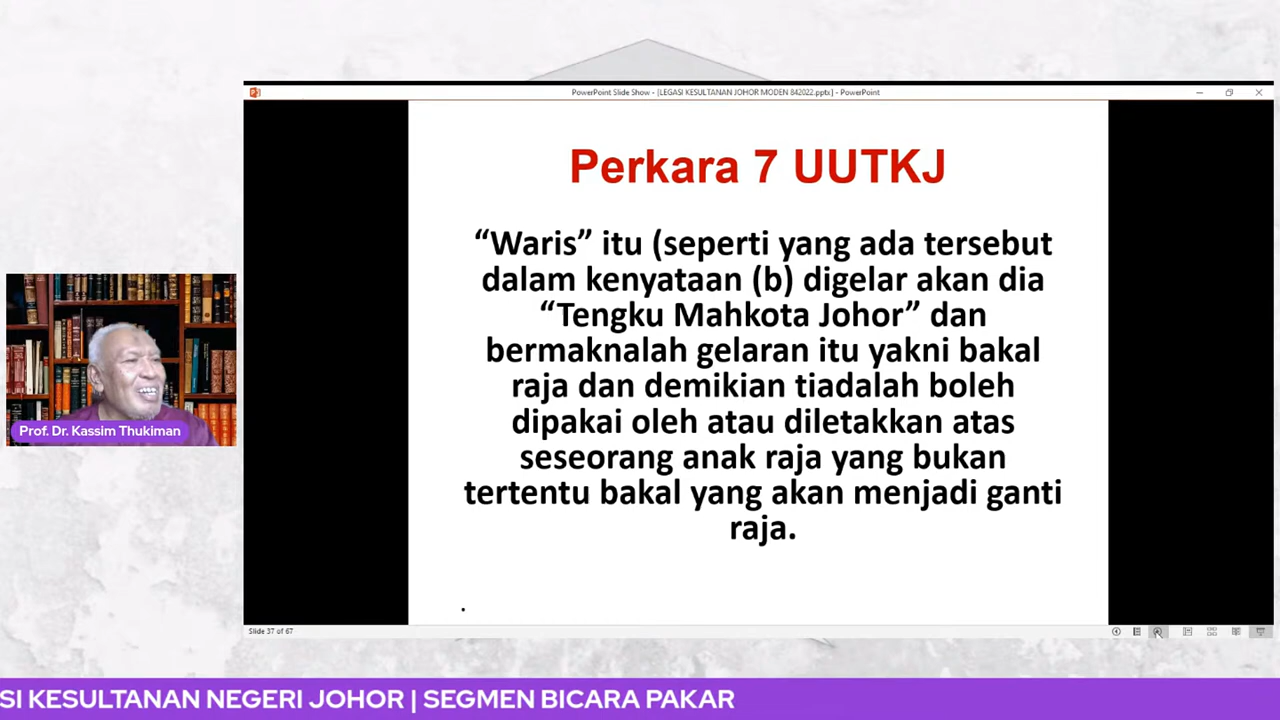 PowerPoint Slide Show - [LEGASI KESULTANAN JOHOR MODEN 842022.pptx] - PowerPoint
Perkara 7 UUTKJ
“Waris” itu (seperti yang ada tersebut
dalam kenyataan (b) digelar akan dia
“Tengku Mahkota Johor” dan
bermaknalah gelaran itu yakni bakal
raja dan demikian tiadalah boleh
dipakai oleh atau diletakkan atas
seseorang anak raja yang bukan
tertentu bakal yang akan menjadi ganti
raja.
.
Prof. Dr. Kassim Thukiman
Slide 37 of 67
SI KESULTANAN NEGERI JOHOR | SEGMEN BICARA PAKAR